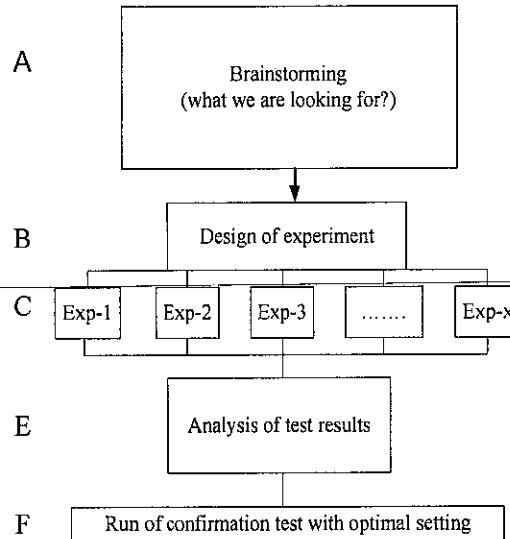 A
Brainstorming
(what we are looking for?)
B
Design of experiment
C
Exp-1
Exp-2
Exp-3
.......
Exp-x
E
Analysis of test results
F
Run of confirmation test with optimal setting